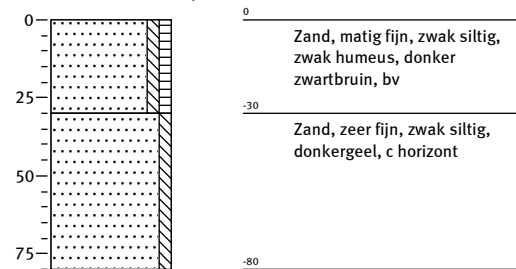 0
25
50
75
0
Zand, matig fijn, zwak siltig,
zwak humeus, donker
zwartbruin, bv
-30
Zand, zeer fijn, zwak siltig,
donkergeel, c horizont
-80